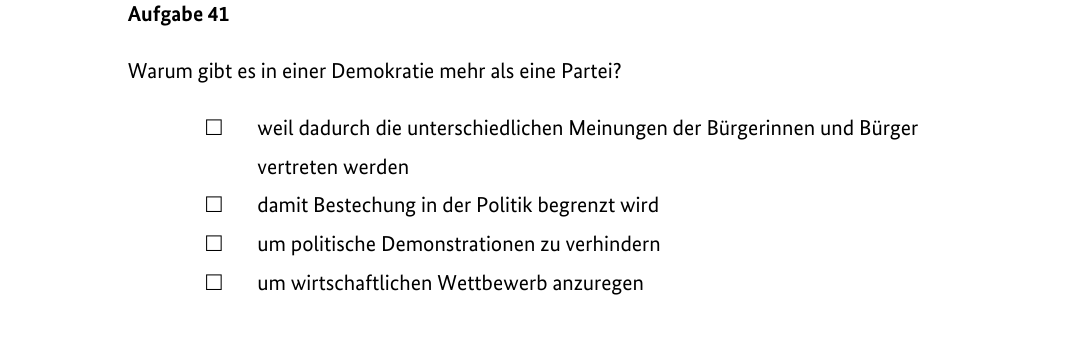 Aufgabe 41
Warum gibt es in einer Demokratie mehr als eine Partei?
☐ weil dadurch die unterschiedlichen Meinungen der Bürgerinnen und Bürger
vertreten werden
☐ damit Bestechung in der Politik begrenzt wird
☐ um politische Demonstrationen zu verhindern
☐ um wirtschaftlichen Wettbewerb anzuregen